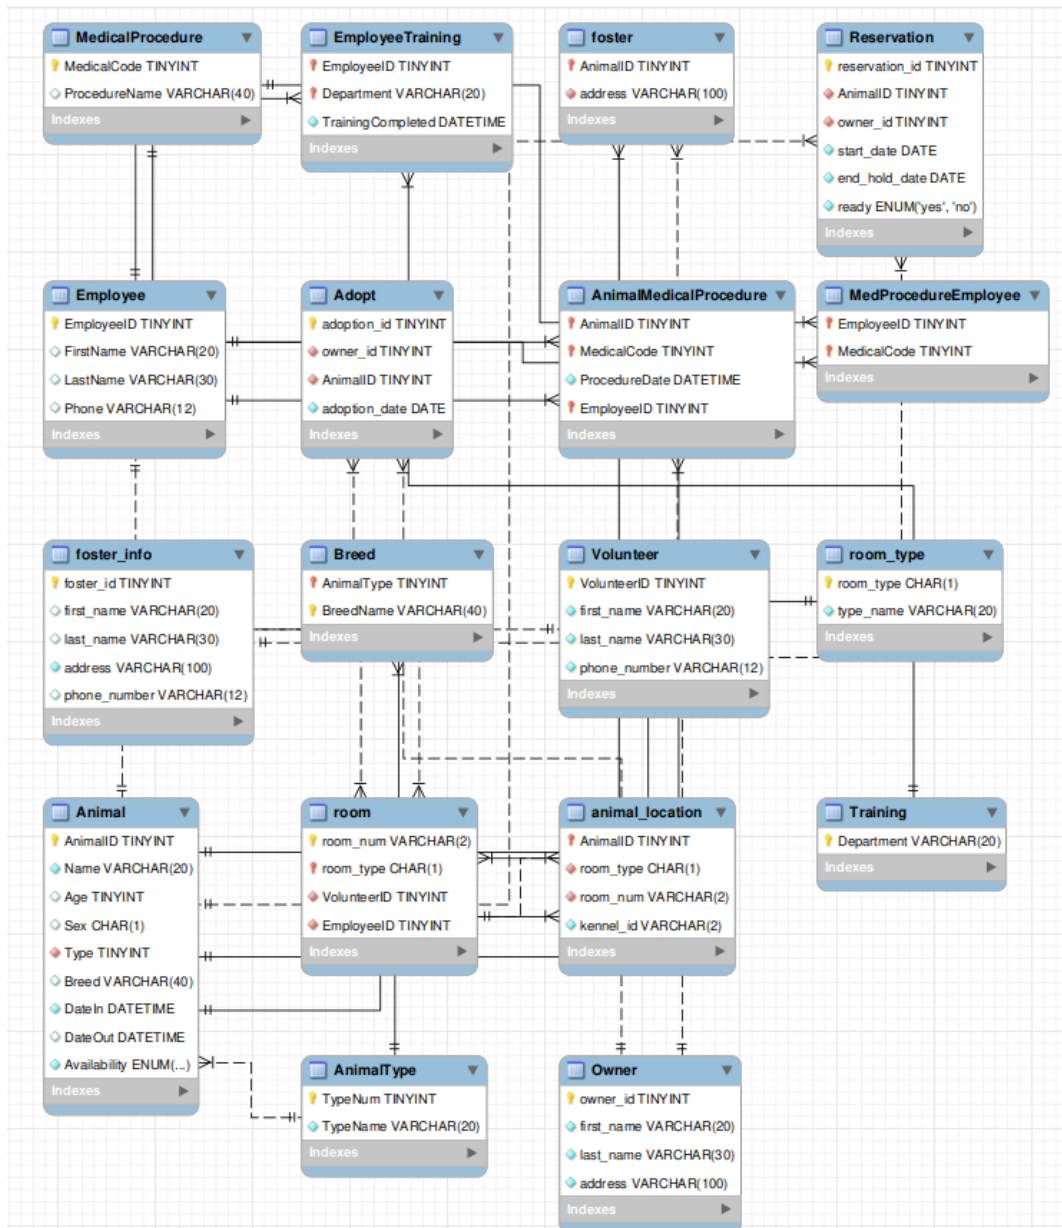 MedicalProcedure
MedicalCode TINYINT
ProcedureName VARCHAR(40)
Indexes
EmployeeTraining
EmployeeID TINYINT
Department VARCHAR(20)
TrainingCompleted DATETIME
Indexes
foster
AnimalID TINYINT
address VARCHAR(100)
Indexes
Reservation
reservation_id TINYINT
AnimalID TINYINT
owner_id TINYINT
start_date DATE
end_hold_date DATE
ready ENUM('yes', 'no')
Indexes
Employee
EmployeeID TINYINT
FirstName VARCHAR(20)
LastName VARCHAR(30)
Phone VARCHAR(12)
Indexes
Adopt
adoption_id TINYINT
owner_id TINYINT
AnimalID TINYINT
adoption_date DATE
Indexes
AnimalMedicalProcedure
AnimalID TINYINT
MedicalCode TINYINT
ProcedureDate DATETIME
EmployeeID TINYINT
Indexes
MedProcedureEmployee
EmployeeID TINYINT
MedicalCode TINYINT
Indexes
foster_info
foster_id TINYINT
first_name VARCHAR(20)
last_name VARCHAR(30)
address VARCHAR(100)
phone_number VARCHAR(12)
Indexes
Breed
AnimalType TINYINT
BreedName VARCHAR(40)
Indexes
Volunteer
VolunteerID TINYINT
first_name VARCHAR(20)
last_name VARCHAR(30)
phone_number VARCHAR(12)
Indexes
room_type
room_type CHAR(1)
type_name VARCHAR(20)
Indexes
Animal
AnimalID TINYINT
Name VARCHAR(20)
Age TINYINT
Sex CHAR(1)
Type TINYINT
Breed VARCHAR(40)
DateIn DATETIME
DateOut DATETIME
Availability ENUM(...)
Indexes
room
room_num VARCHAR(2)
room_type CHAR(1)
VolunteerID TINYINT
EmployeeID TINYINT
Indexes
animal_location
AnimalID TINYINT
room_type CHAR(1)
room_num VARCHAR(2)
kennel_id VARCHAR(2)
Indexes
Training
Department VARCHAR(20)
Indexes
AnimalType
TypeNum TINYINT
TypeName VARCHAR(20)
Indexes
Owner
owner_id TINYINT
first_name VARCHAR(20)
last_name VARCHAR(30)
address VARCHAR(100)
Indexes